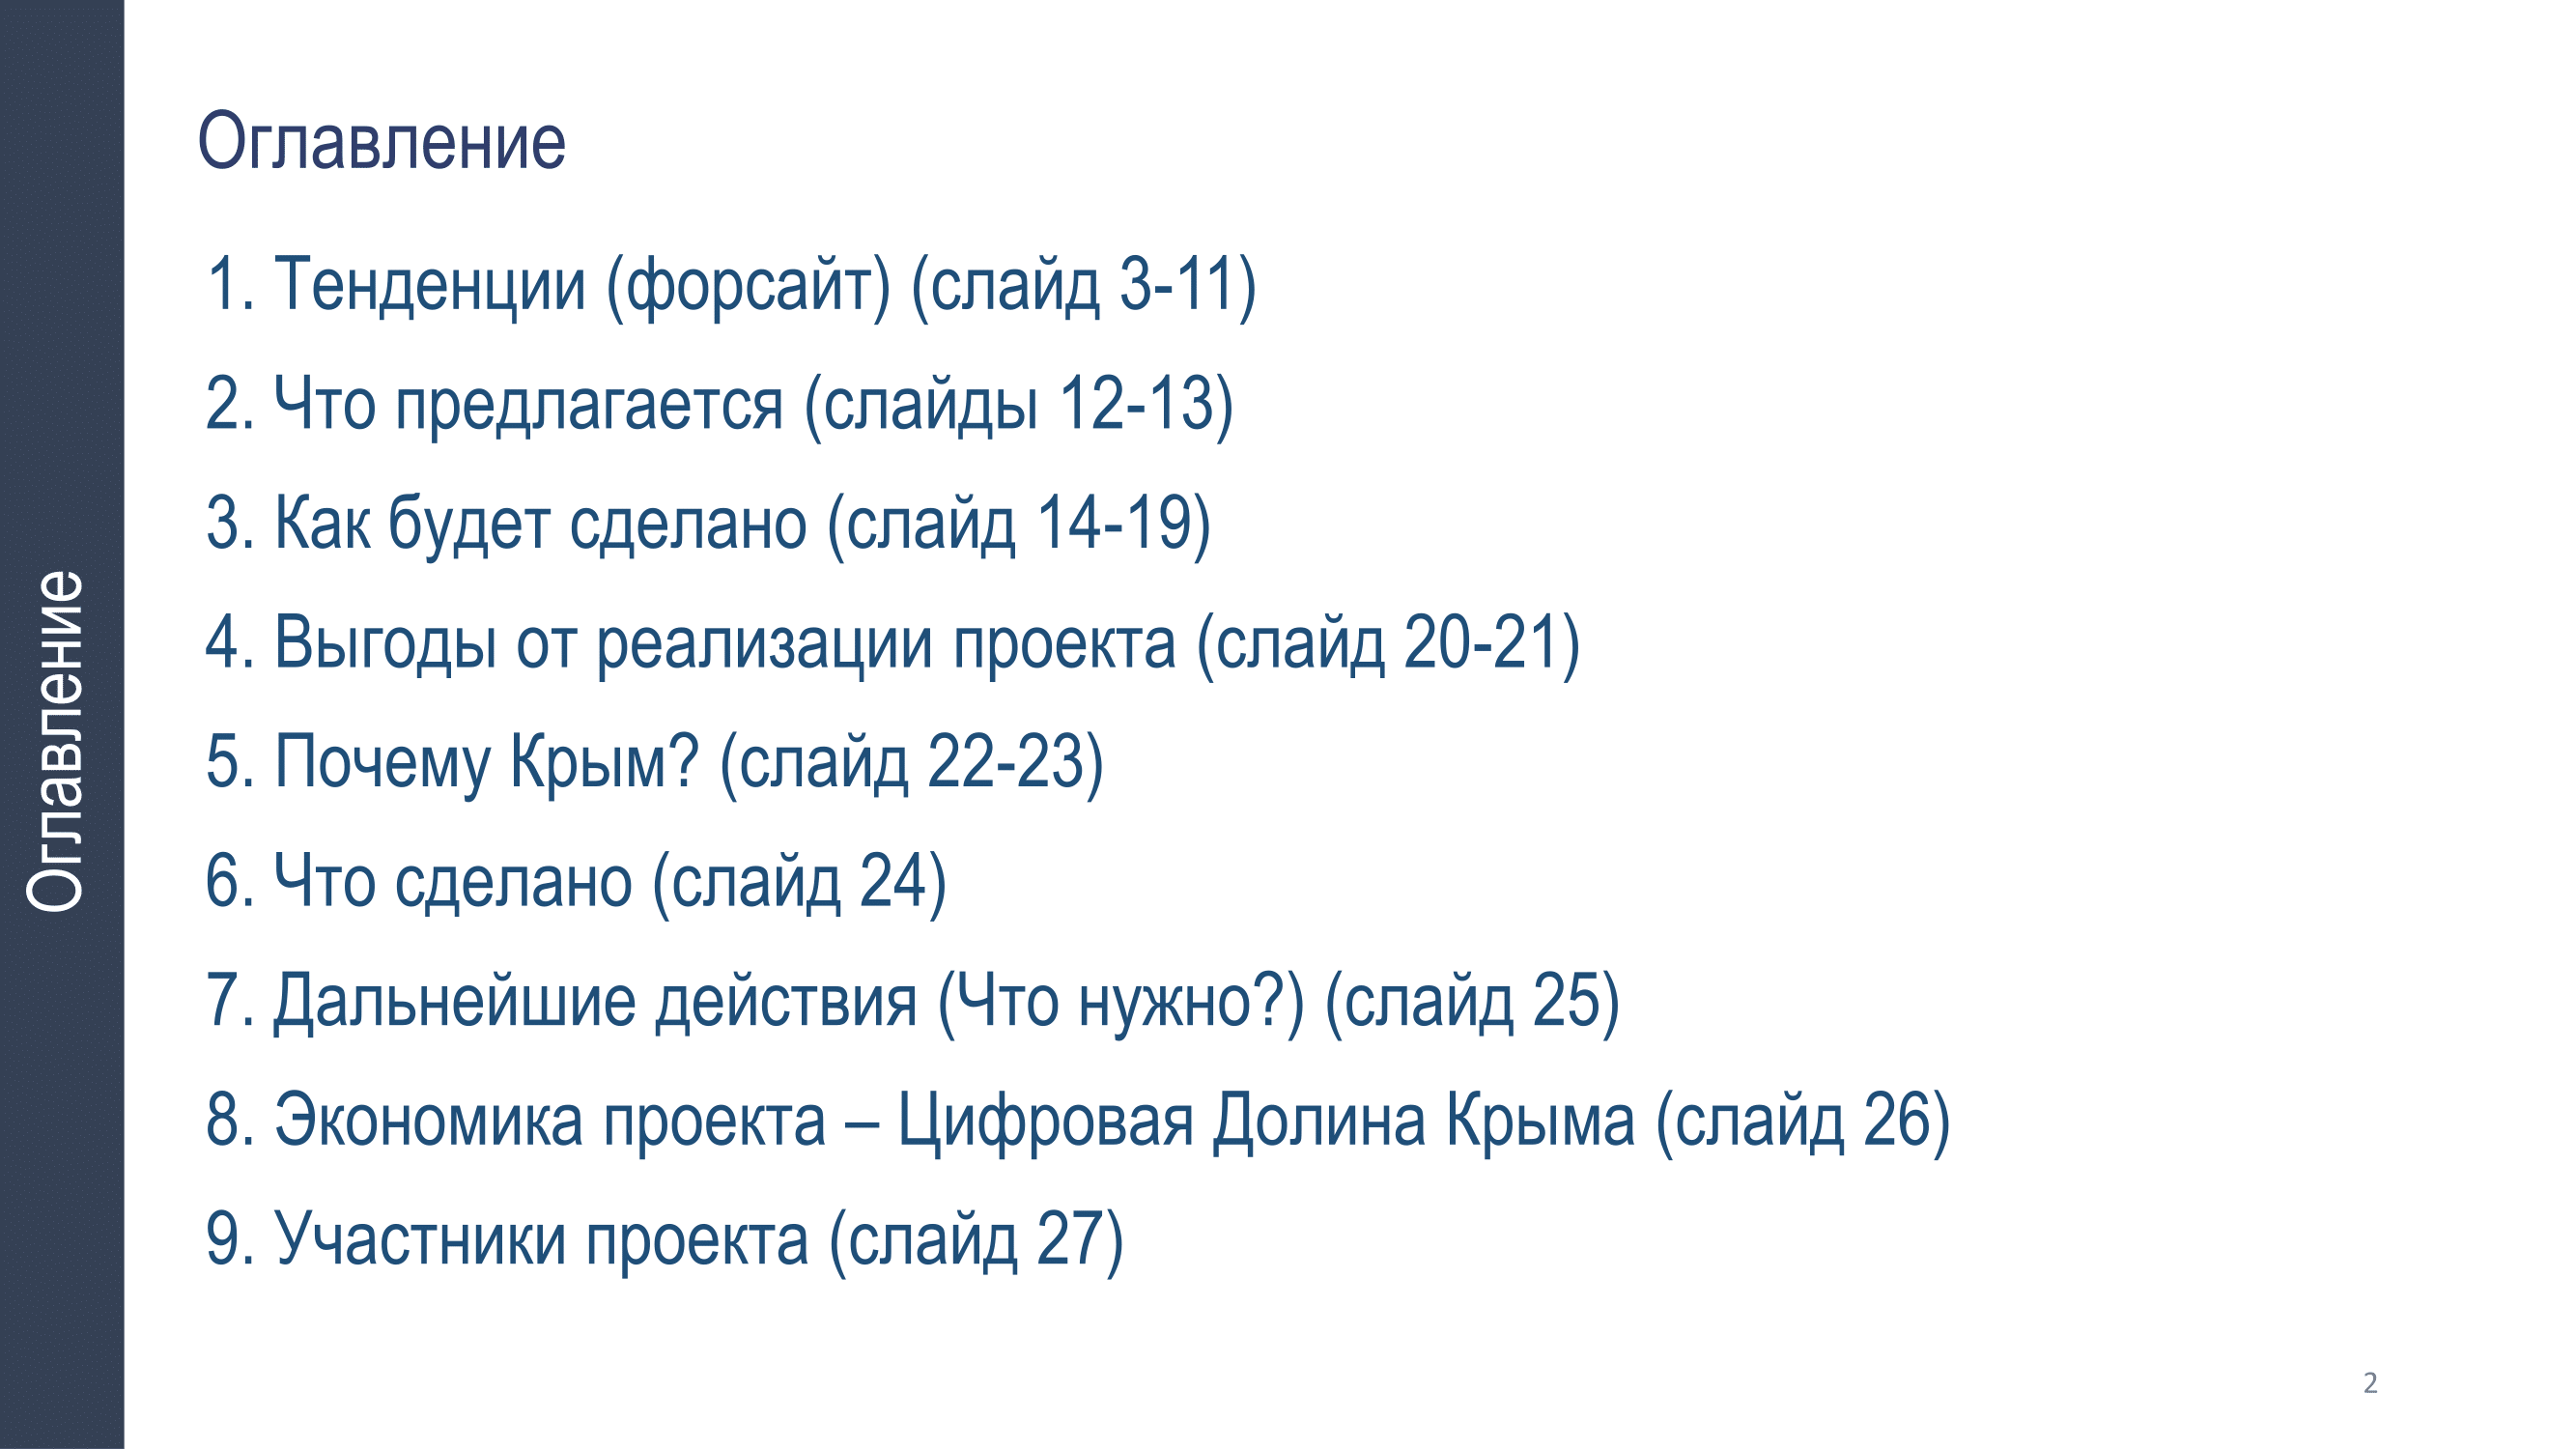 Оглавление
Оглавление
1. Тенденции (форсайт) (слайд 3-11)
2. Что предлагается (слайды 12-13)
3. Как будет сделано (слайд 14-19)
4. Выгоды от реализации проекта (слайд 20-21)
5. Почему Крым? (слайд 22-23)
6. Что сделано (слайд 24)
7. Дальнейшие действия (Что нужно?) (слайд 25)
8. Экономика проекта – Цифровая Долина Крыма (слайд 26)
9. Участники проекта (слайд 27)
2